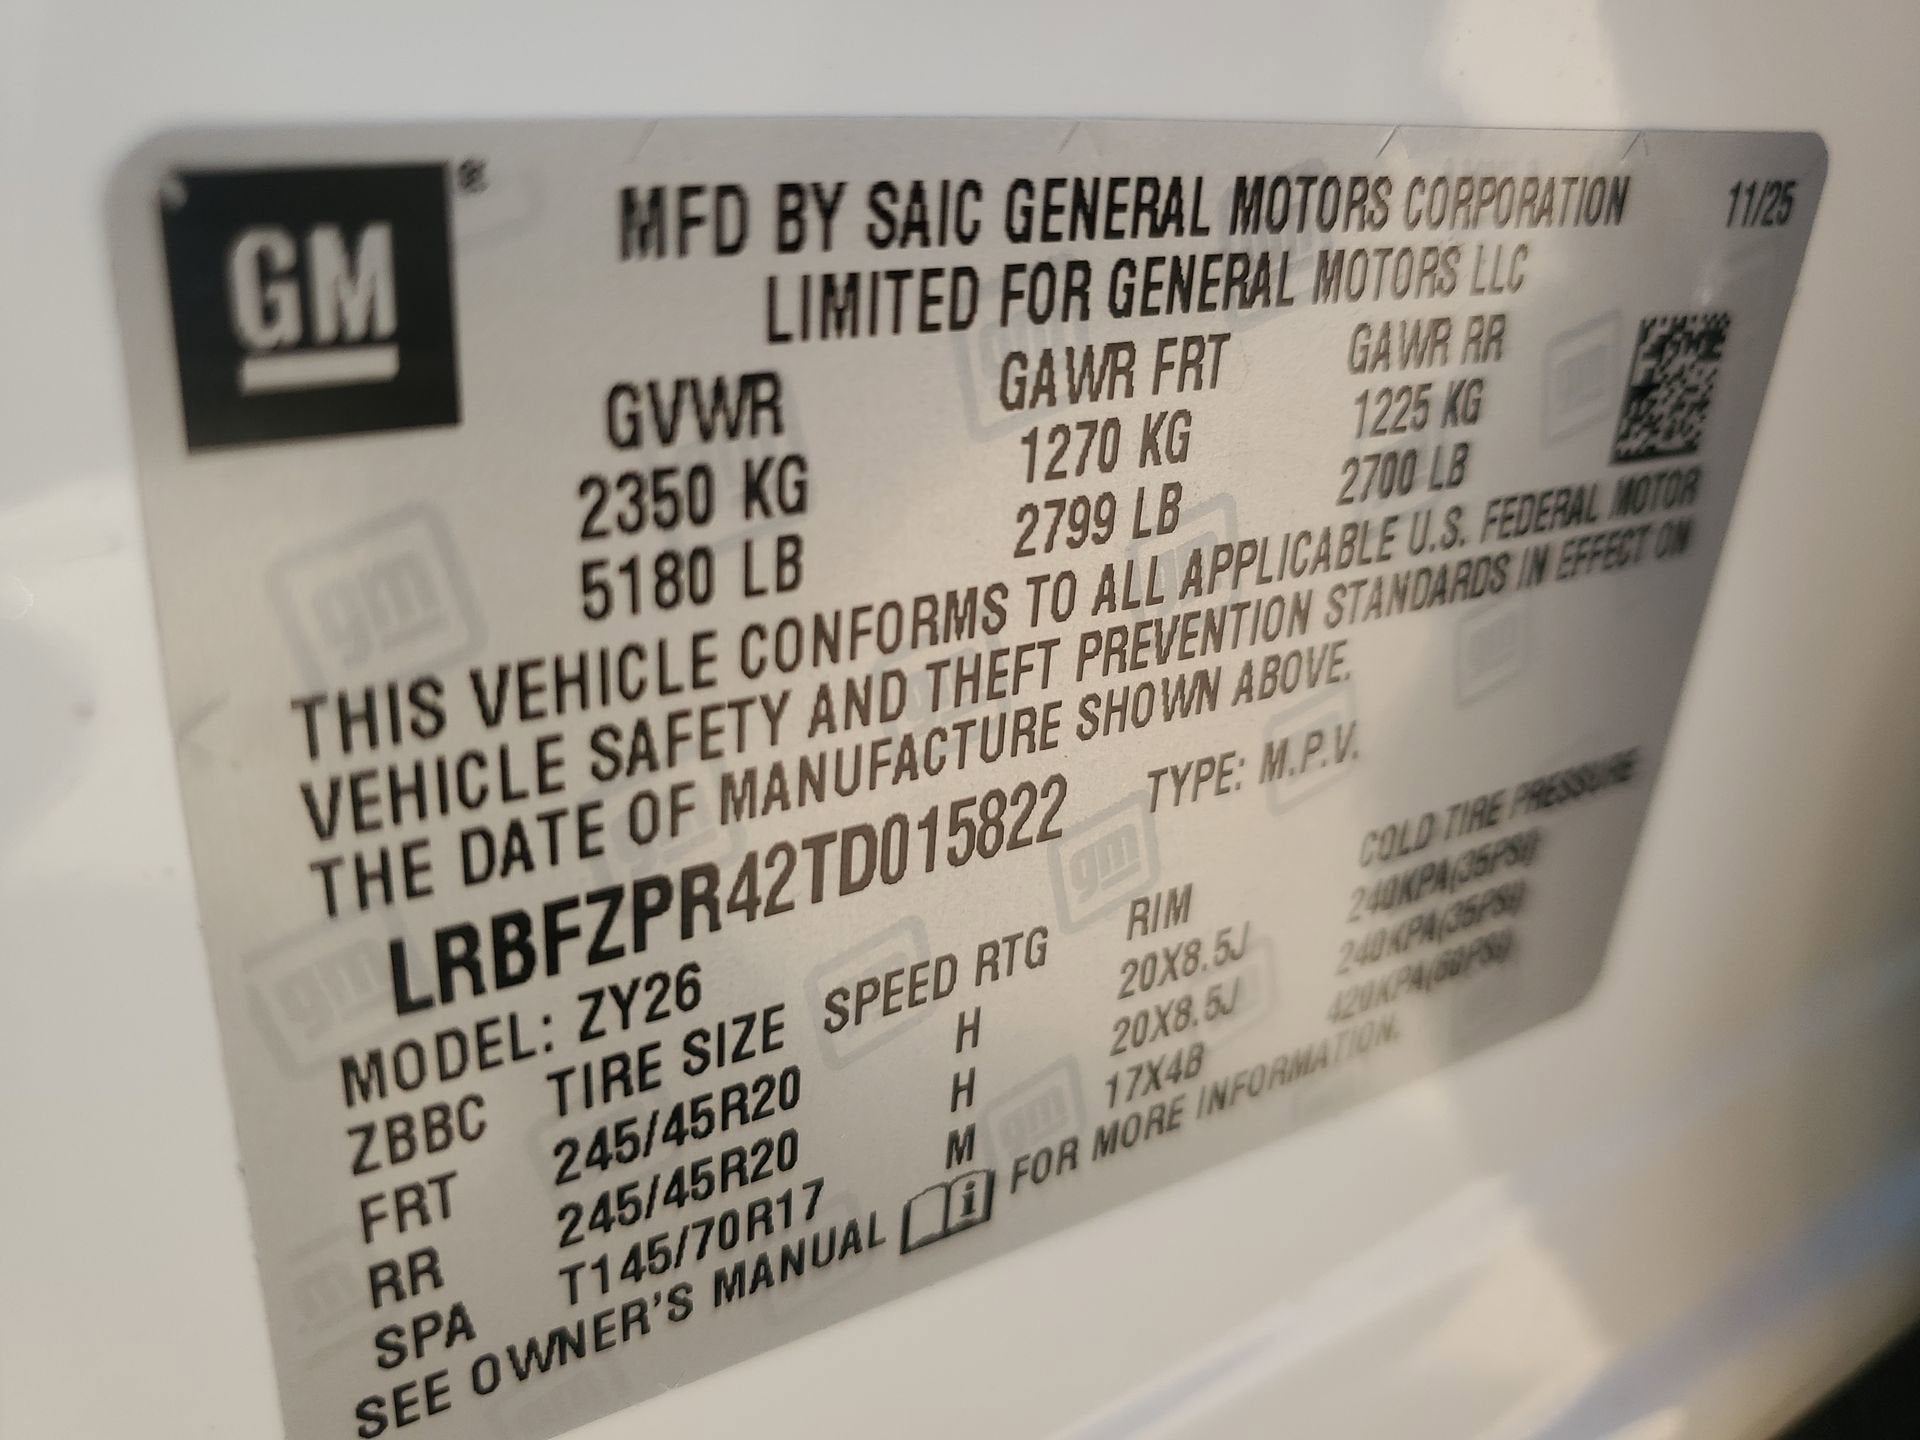 GM ®
MFD BY SAIC GENERAL MOTORS CORPORATION 11/25
LIMITED FOR GENERAL MOTORS LLC
GVWR GAWR FRT GAWR RR
2350 KG 1270 KG 1225 KG
5180 LB 2799 LB 2700 LB
THIS VEHICLE CONFORMS TO ALL APPLICABLE U.S. FEDERAL MOTOR
VEHICLE SAFETY AND THEFT PREVENTION STANDARDS IN EFFECT ON
THE DATE OF MANUFACTURE SHOWN ABOVE.
LRBFZPR42TD015822 TYPE: M.P.V.
MODEL: ZY26
ZBBC TIRE SIZE SPEED RTG RIM COLD TIRE PRESSURE
FRT 245/45R20 H 20X8.5J 240KPA(35PSI)
RR 245/45R20 H 20X8.5J 240KPA(35PSI)
SPA T145/70R17 M 17X4B 420KPA(60PSI)
SEE OWNER'S MANUAL i FOR MORE INFORMATION.